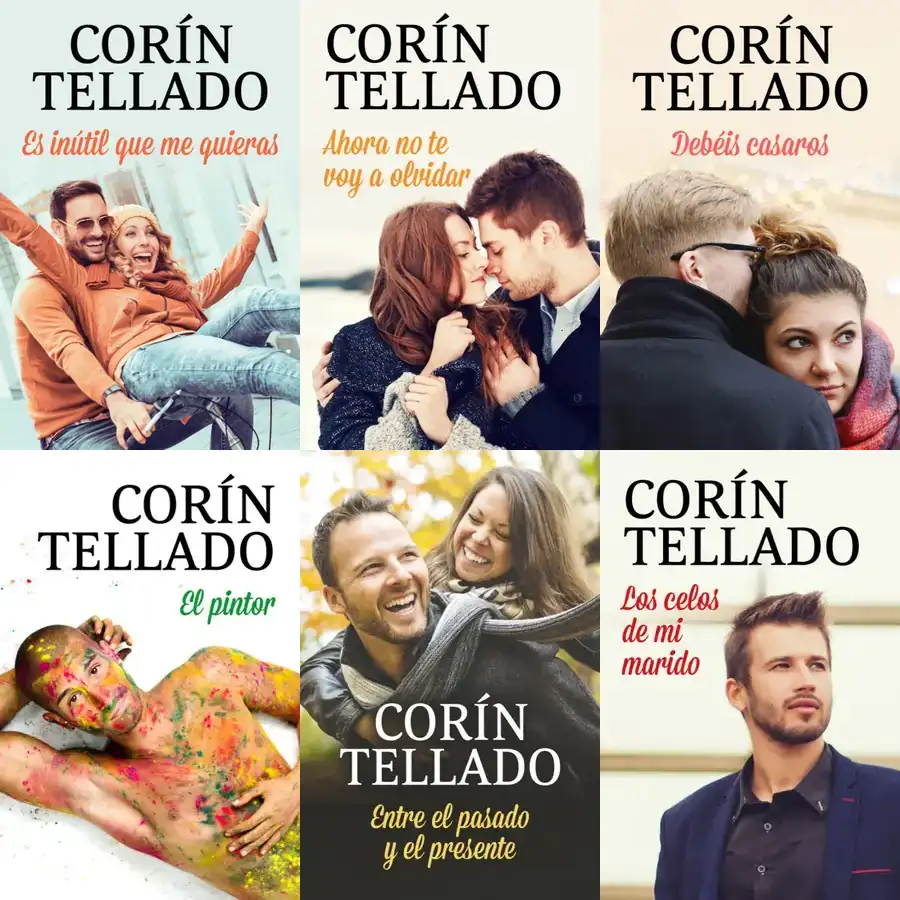 CORÍN
TELLADO
Es inútil que me quieras
CORÍN
TELLADO
Ahora no te
voy a olvidar
CORÍN
TELLADO
Debéis casaros
CORÍN
TELLADO
El pintor
CORÍN
TELLADO
Entre el pasado
y el presente
CORÍN
TELLADO
Los celos
de mi
marido